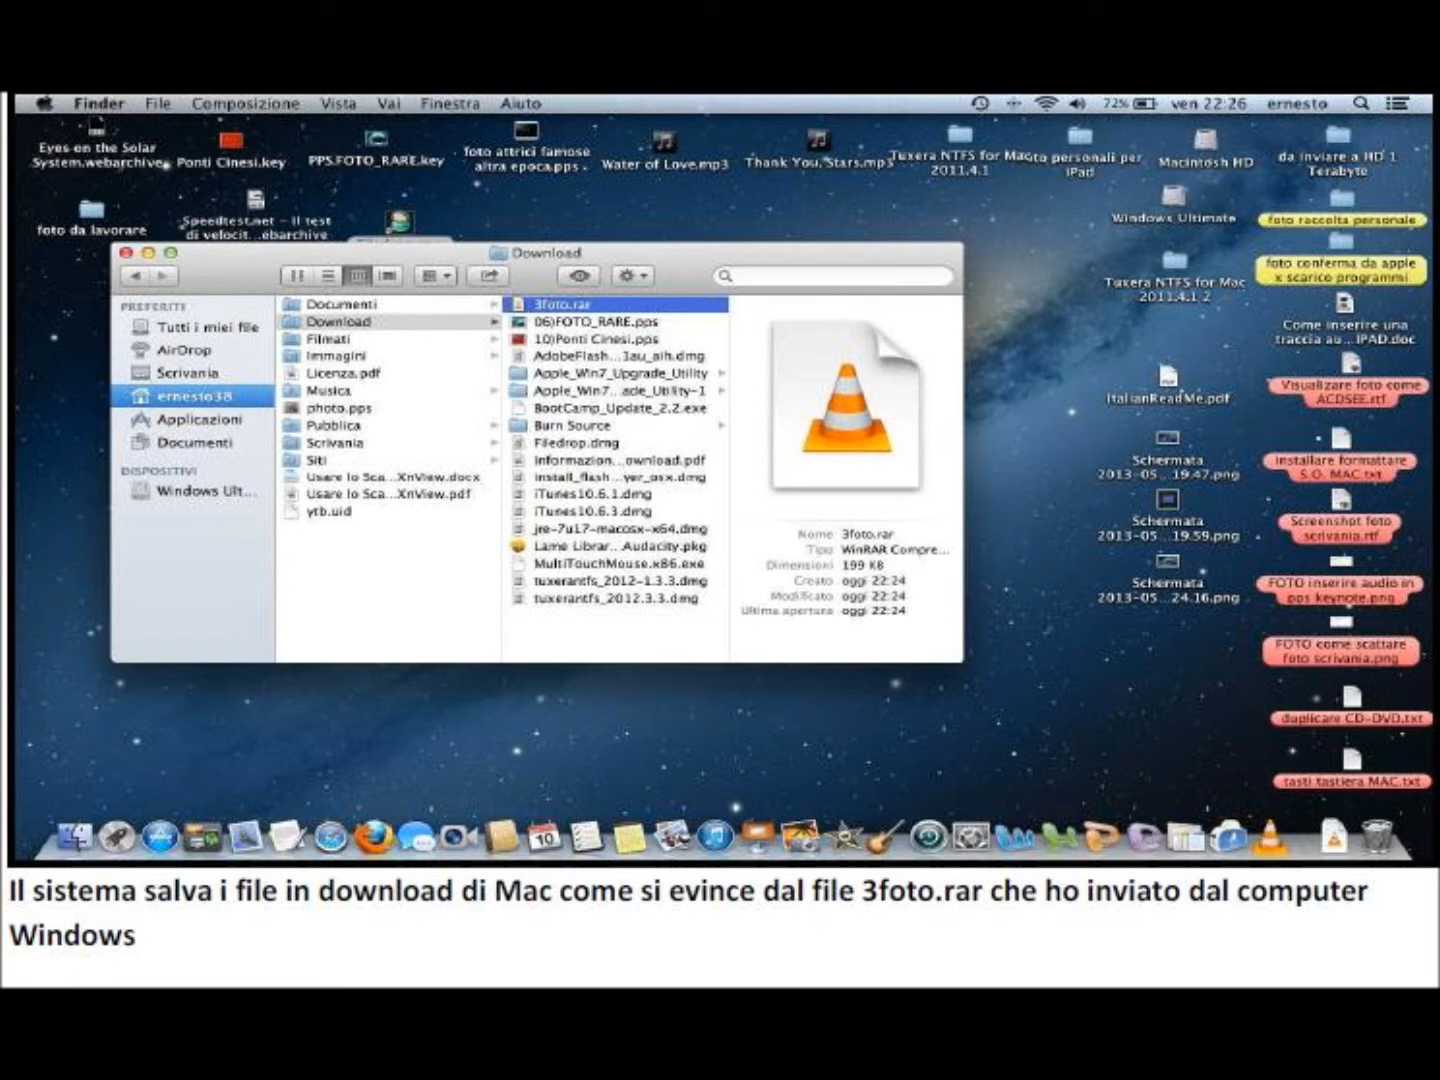 Finder File Composizione Vista Vai Finestra Aiuto 72% ven 22:26 ernesto
Eyes on the Solar
System.webarchive
Ponti Cinesi.key
PPS.FOTO_RARE.key
foto attrici famose
altra epoca.pps
Water of Love.mp3
Thank You, Stars.mp3
Tuxera NTFS for Mac
2011.4.1
foto personali per
iPad
Macintosh HD
da inviare a HD 1
Terabyte
foto da lavorare
Speedtest.net – Il test
di velocit...ebarchive
Windows Ultimate
foto raccolta personale
Tuxera NTFS for Mac
2011.4.1 2
foto conferma da apple
x scarico programmi
Come inserire una
traccia au...IPAD.doc
ItalianReadMe.pdf
Visualizzare foto come
ACDSEE.rtf
Schermata
2013-05...19.47.png
installare formattare
S.O. MAC.txt
Schermata
2013-05...19.59.png
Screenshot foto
scrivania.rtf
Schermata
2013-05...24.16.png
FOTO inserire audio in
pps keynote.png
FOTO come scattare
foto scrivania.png
duplicare CD-DVD.txt
tasti tastiera MAC.txt
Download
PREFERITI
Tutti i miei file
AirDrop
Scrivania
ernesto38
Applicazioni
Documenti
DISPOSITIVI
Windows Ult...
Documenti
Download
Filmati
Immagini
Licenza.pdf
Musica
photo.pps
Pubblica
Scrivania
Siti
Usare lo Sca...XnView.docx
Usare lo Sca...XnView.pdf
ytb.uid
3foto.rar
06)FOTO_RARE.pps
10)Ponti Cinesi.pps
AdobeFlash...1au_aih.dmg
Apple_Win7_Upgrade_Utility
Apple_Win7...ade_Utility-1
BootCamp_Update_2.2.exe
Burn Source
Filedrop.dmg
Informazion...ownload.pdf
install_flash...yer_osx.dmg
iTunes10.6.1.dmg
iTunes10.6.3.dmg
jre-7u17-macosx-x64.dmg
Lame Librar...Audacity.pkg
MultiTouchMouse.x86.exe
tuxerantfs_2012-1.3.3.dmg
tuxerantfs_2012.3.3.dmg
Nome 3foto.rar
Tipo WinRAR Compre...
Dimensioni 199 KB
Creato oggi 22:24
Modificato oggi 22:24
Ultima apertura oggi 22:24
10
Il sistema salva i file in download di Mac come si evince dal file 3foto.rar che ho inviato dal computer
Windows